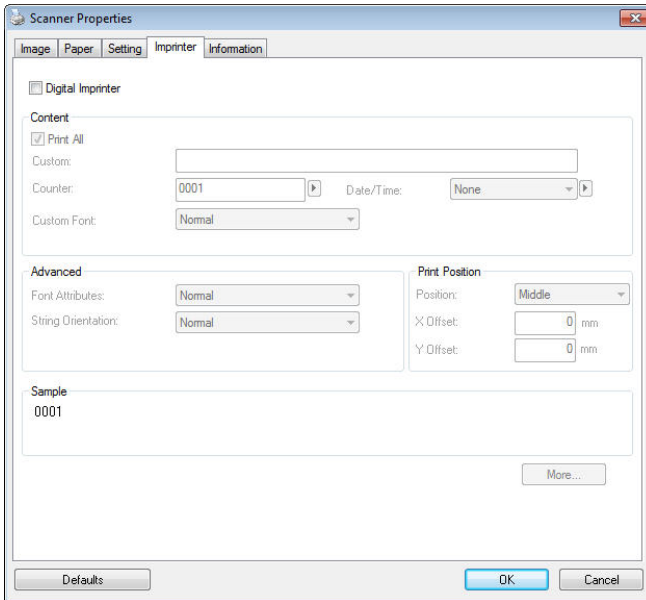 Scanner Properties
Image Paper Setting Imprinter Information
Digital Imprinter
Content
Print All
Custom:
Counter: 0001 Date/Time: None
Custom Font: Normal
Advanced
Font Attributes: Normal
String Orientation: Normal
Print Position
Position: Middle
X Offset: 0 mm
Y Offset: 0 mm
Sample
0001
More...
Defaults OK Cancel